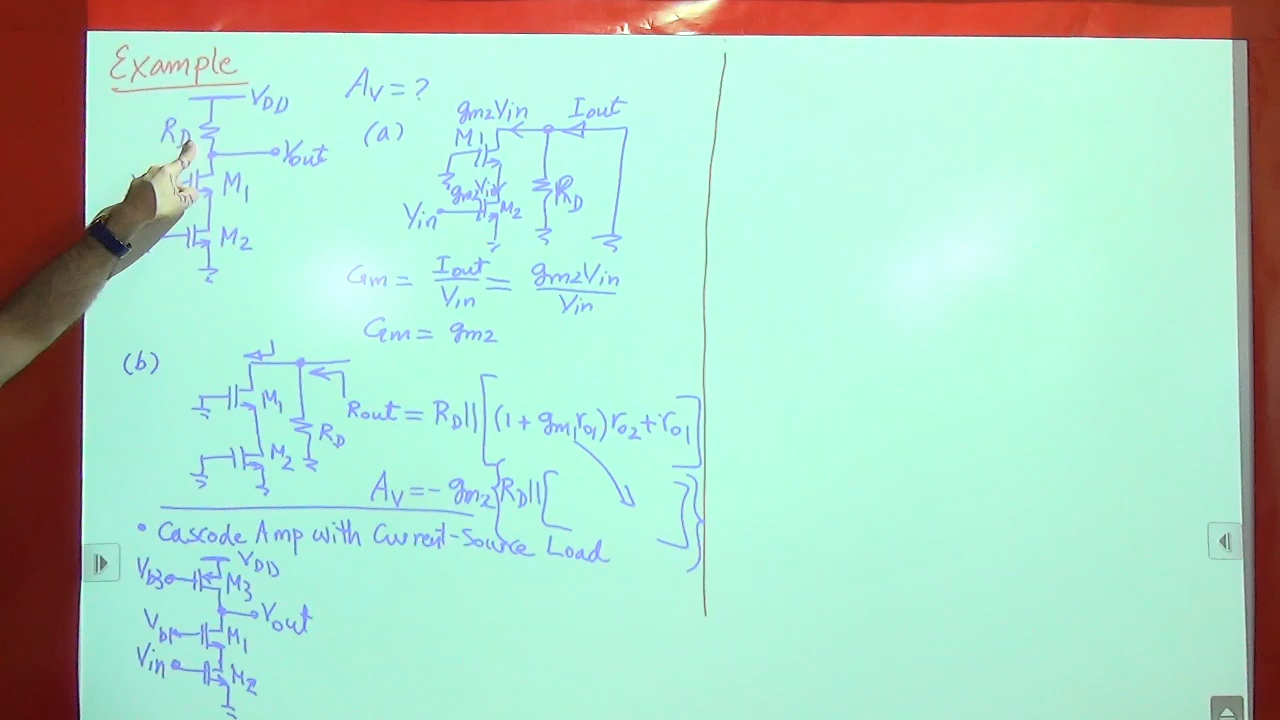 Example
VDD
RD
Vout
M1
M2
Av = ?
(a)
gm2Vin
Iout
M1
gm2Vin
RD
Vin
M2
Gm = Iout/Vin = gm2Vin/Vin
Gm = gm2
(b)
M1
M2
RD
Rout = RD||[(1 + gm1ro1)ro2 + ro1]
Av = - gm2{RD||[ ]}
• Cascode Amp with Current-Source Load
VDD
Vb3
M3
Vout
Vb1
M1
Vin
M2